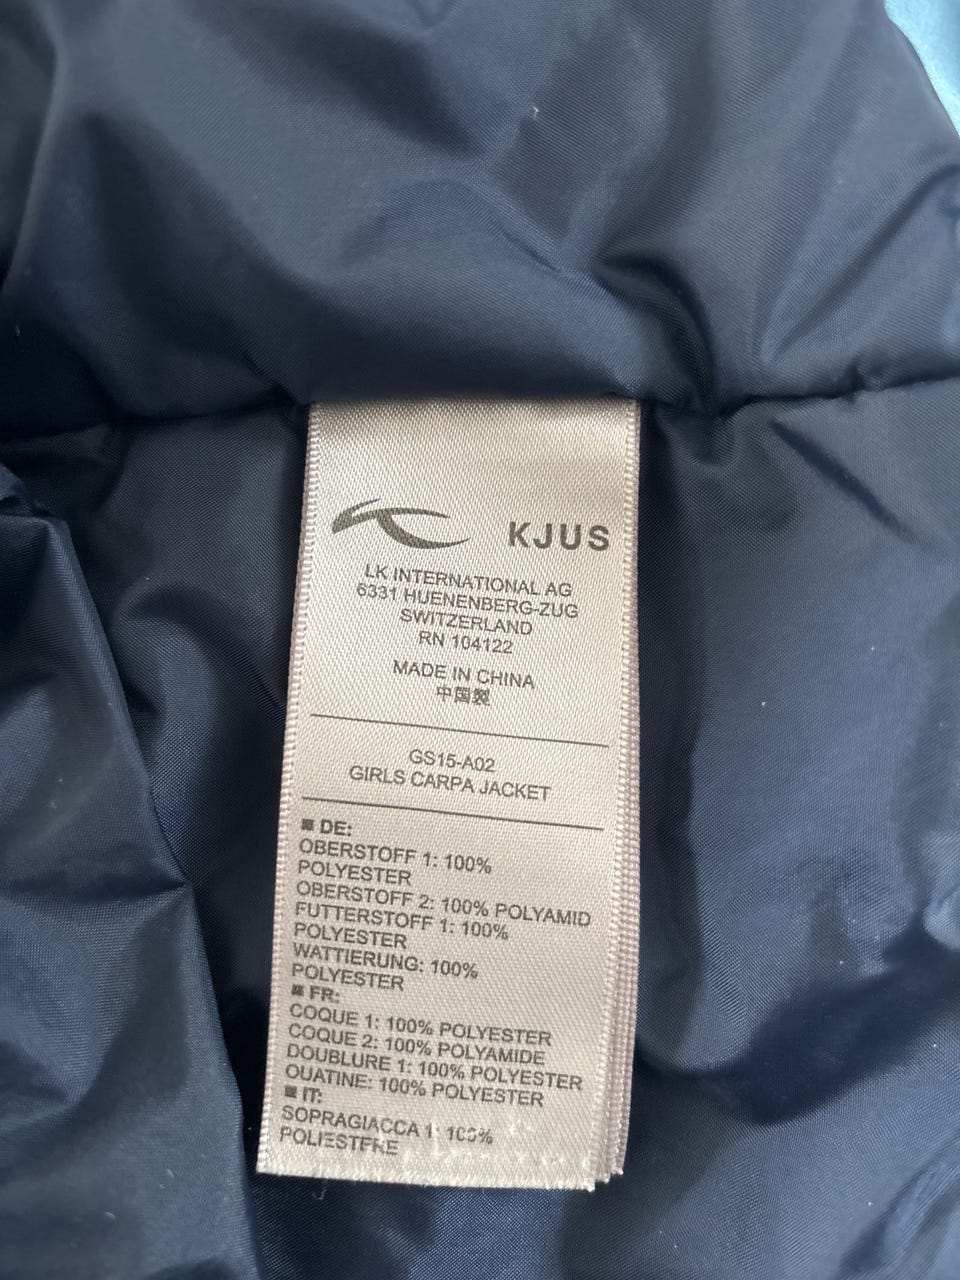 KJUS
LK INTERNATIONAL AG
6331 HUENENBERG-ZUG
SWITZERLAND
RN 104122
MADE IN CHINA
中国製
GS15-A02
GIRLS CARPA JACKET
DE:
OBERSTOFF 1: 100%
POLYESTER
OBERSTOFF 2: 100% POLYAMID
FUTTERSTOFF 1: 100%
POLYESTER
WATTIERUNG: 100%
POLYESTER
FR:
COQUE 1: 100% POLYESTER
COQUE 2: 100% POLYAMIDE
DOUBLURE 1: 100% POLYESTER
OUATINE: 100% POLYESTER
IT:
SOPRAGIACCA 1: 100%
POLIESTERE